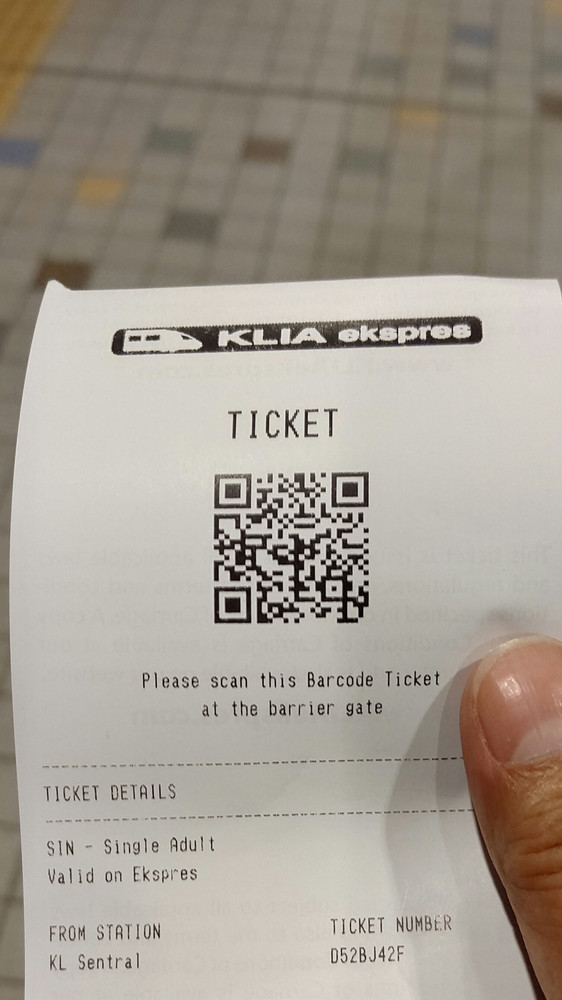 KLIA ekspres
TICKET
Please scan this Barcode Ticket
at the barrier gate
TICKET DETAILS
SIN - Single Adult
Valid on Ekspres
FROM STATION
KL Sentral
TICKET NUMBER
D52BJ42F